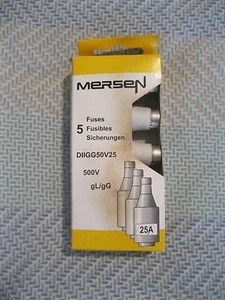 MERSEN
5 Fuses
Fusibles
Sicherungen
DIIGG50V25
500V
gL/gG
25A